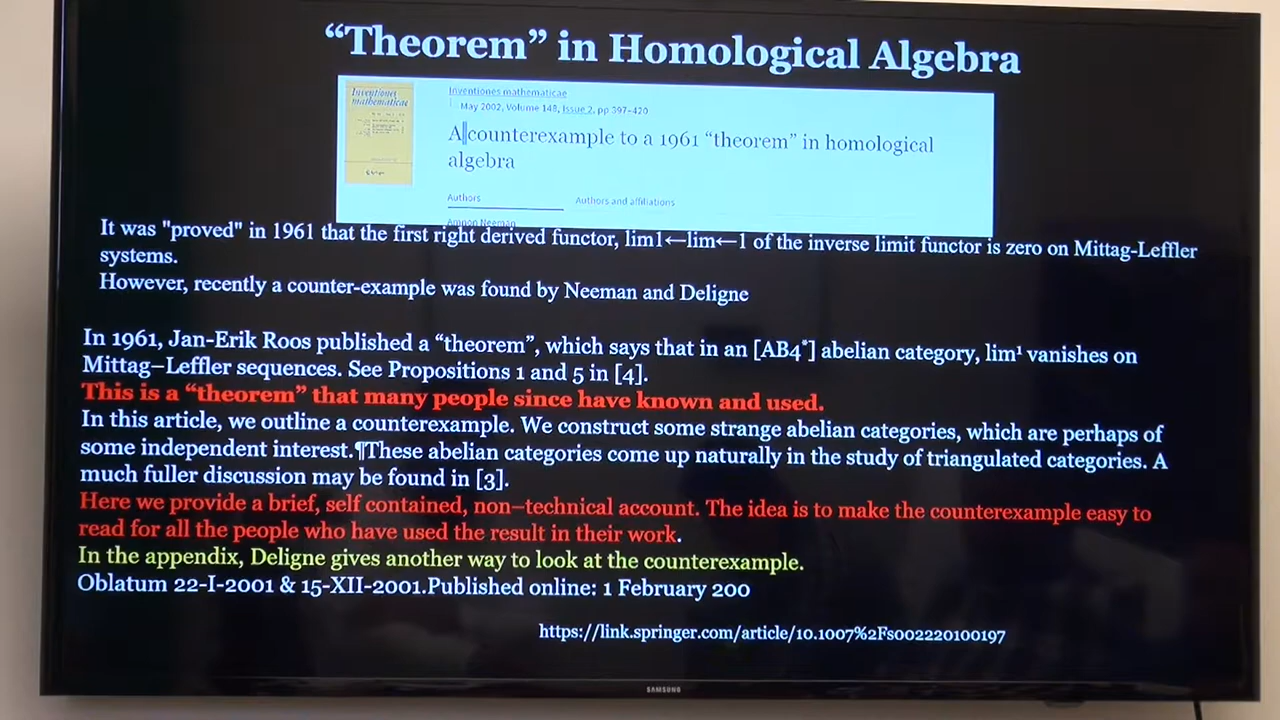 “Theorem” in Homological Algebra
Inventiones mathematicae
Inventiones mathematicae
May 2002, Volume 148, Issue 2, pp 397–420
A counterexample to a 1961 “theorem” in homological
algebra
Authors
Authors and affiliations
Amnon Neeman
It was "proved" in 1961 that the first right derived functor, lim1←lim←1 of the inverse limit functor is zero on Mittag-Leffler
systems.
However, recently a counter-example was found by Neeman and Deligne
In 1961, Jan-Erik Roos published a “theorem”, which says that in an [AB4*] abelian category, lim¹ vanishes on
Mittag–Leffler sequences. See Propositions 1 and 5 in [4].
This is a “theorem” that many people since have known and used.
In this article, we outline a counterexample. We construct some strange abelian categories, which are perhaps of
some independent interest.¶These abelian categories come up naturally in the study of triangulated categories. A
much fuller discussion may be found in [3].
Here we provide a brief, self contained, non–technical account. The idea is to make the counterexample easy to
read for all the people who have used the result in their work.
In the appendix, Deligne gives another way to look at the counterexample.
Oblatum 22-I-2001 & 15-XII-2001.Published online: 1 February 200
https://link.springer.com/article/10.1007%2Fs002220100197
SAMSUNG